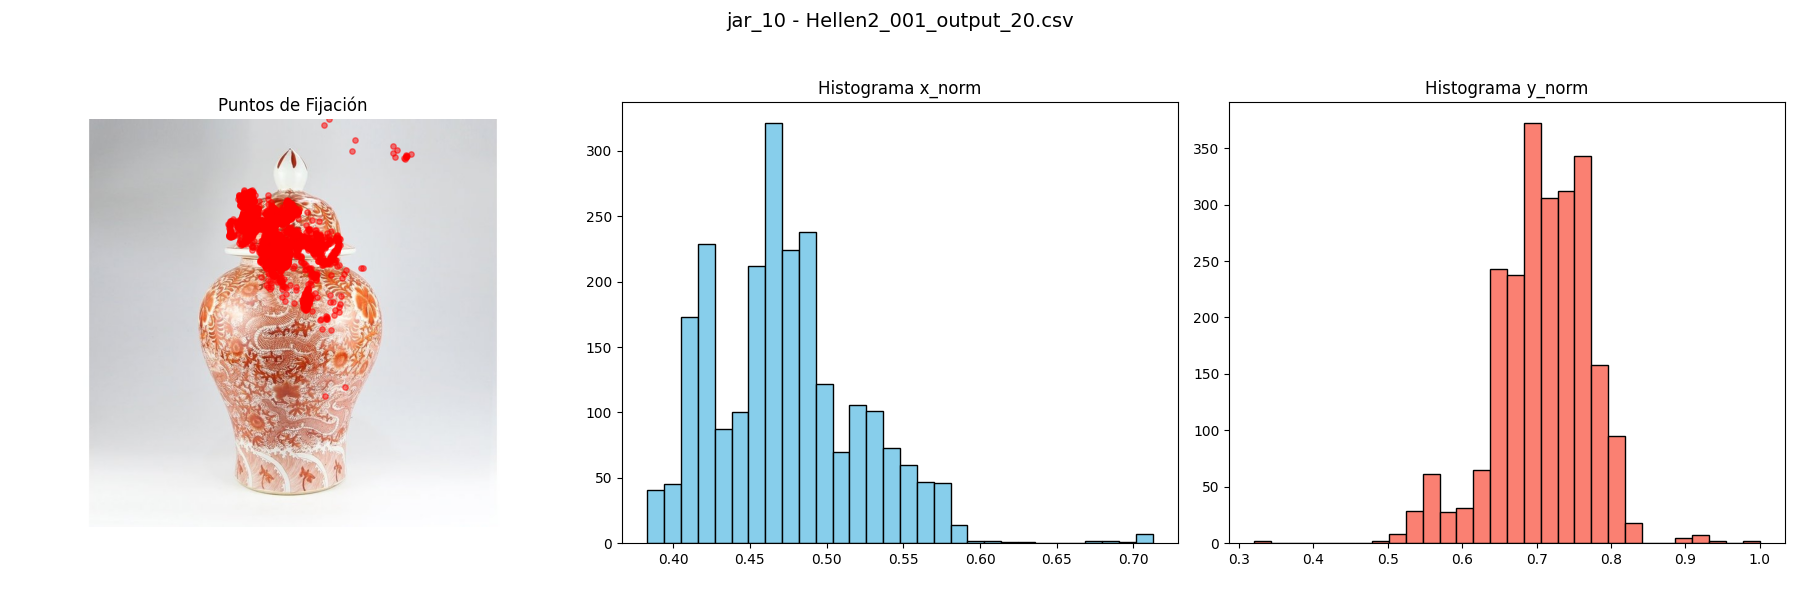 jar_10 - Hellen2_001_output_20.csv
Puntos de Fijación
Histograma x_norm
300
250
200
150
100
50
0
0.40 0.45 0.50 0.55 0.60 0.65 0.70
Histograma y_norm
350
300
250
200
150
100
50
0
0.3 0.4 0.5 0.6 0.7 0.8 0.9 1.0